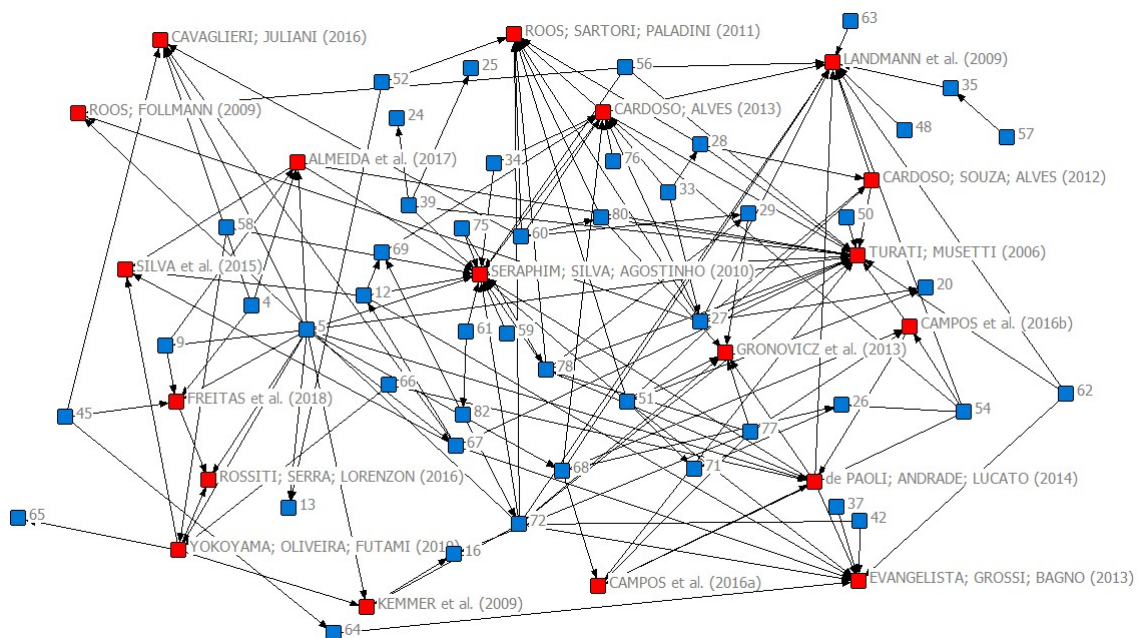 63
CAVAGLIERI; JULIANI (2016)
ROOS; SARTORI; PALADINI (2011)
LANDMANN et al. (2009)
25
56
52
35
ROOS; FOLLMANN (2009)
24
CARDOSO; ALVES (2013)
48
57
28
ALMEIDA et al. (2017)
34
76
33
CARDOSO; SOUZA; ALVES (2012)
39
80
29
50
58
75
60
69
TURATI; MUSETTI (2006)
SILVA et al. (2015)
SERAPHIM; SILVA; AGOSTINHO (2010)
12
20
4
5
61
59
27
CAMPOS et al. (2016b)
9
GRONOVICZ et al. (2013)
78
66
62
FREITAS et al. (2018)
51
26
45
82
54
77
67
68
71
ROSSITI; SERRA; LORENZON (2016)
de PAOLI; ANDRADE; LUCATO (2014)
13
37
65
72
42
YOKOYAMA; OLIVEIRA; FUTAMI (2019)
16
CAMPOS et al. (2016a)
EVANGELISTA; GROSSI; BAGNO (2013)
KEMMER et al. (2009)
64